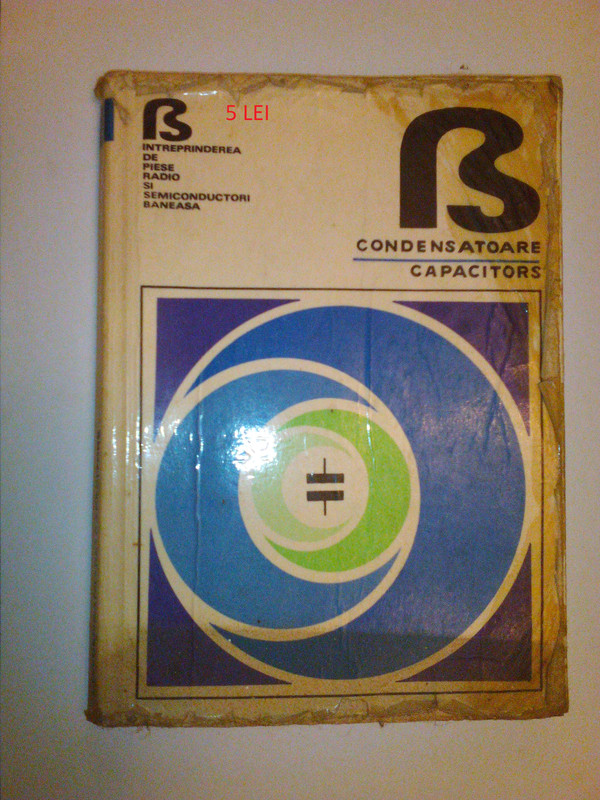 5 LEI
INTREPRINDEREA
DE
PIESE
RADIO
SI
SEMICONDUCTORI
BANEASA
CONDENSATOARE
CAPACITORS